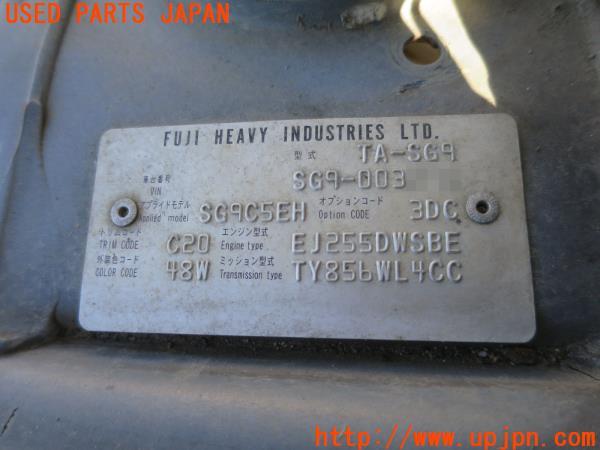 USED PARTS JAPAN
FUJI HEAVY INDUSTRIES LTD.
型式 TA-SG9
車台番号 VIN SG9-003
アプライドモデル Applied model SG9C5EH オプションコード Option CODE 3DC
トリムコード TRIM CODE C20 エンジン型式 Engine type EJ255DWSBE
外装色コード COLOR CODE 48W ミッション型式 Transmission type TY856WL4CC
USED PARTS JAPAN
http://www.upjpn.com